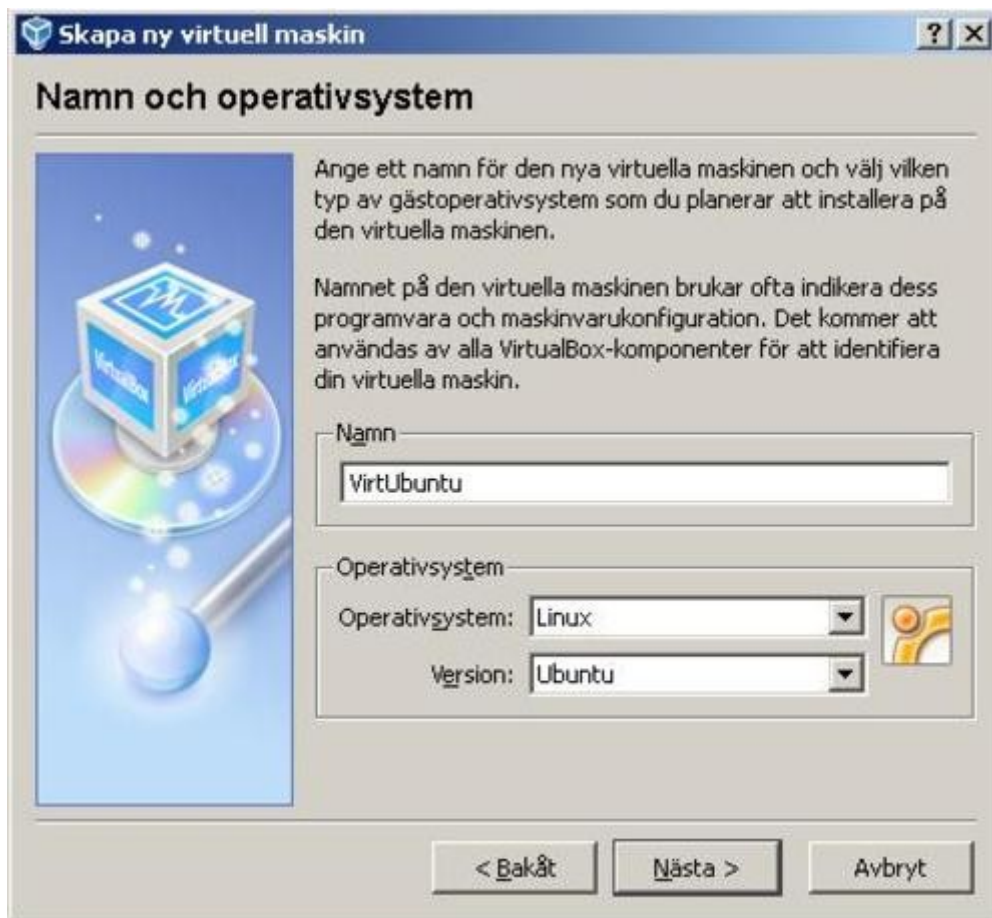 Skapa ny virtuell maskin
Namn och operativsystem
Ange ett namn för den nya virtuella maskinen och välj vilken
typ av gästoperativsystem som du planerar att installera på
den virtuella maskinen.
Namnet på den virtuella maskinen brukar ofta indikera dess
programvara och maskinvarukonfiguration. Det kommer att
användas av alla VirtualBox-komponenter för att identifiera
din virtuella maskin.
VirtualBox
VirtualBox
Namn
VirtUbuntu
Operativsystem
Operativsystem: Linux
Version: Ubuntu
< Bakåt
Nästa >
Avbryt